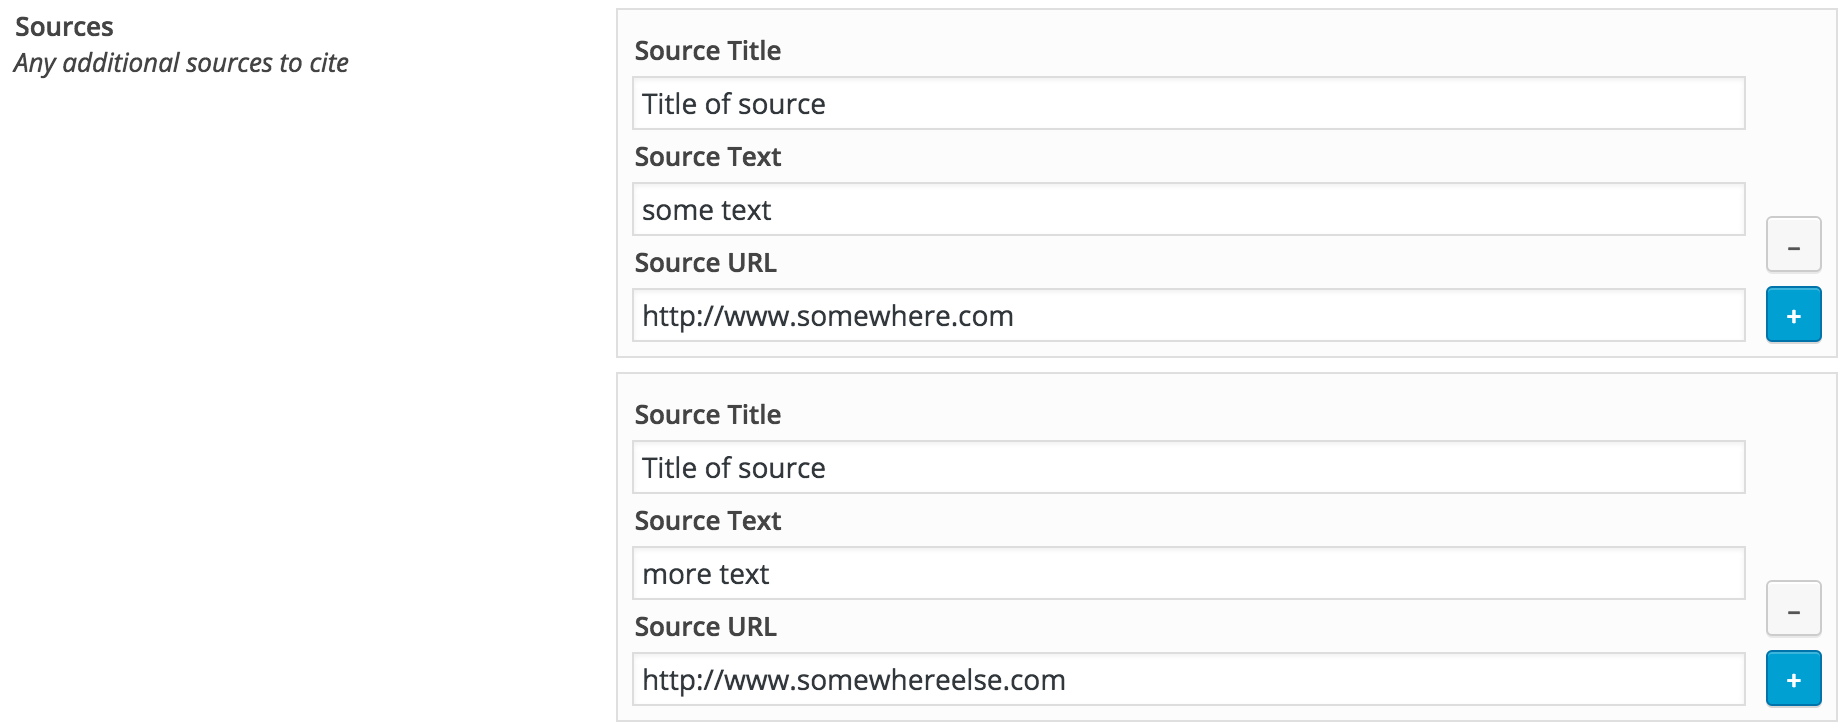 Sources
Any additional sources to cite
Source Title
Title of source
Source Text
some text
–
Source URL
http://www.somewhere.com
+
Source Title
Title of source
Source Text
more text
–
Source URL
http://www.somewhereelse.com
+